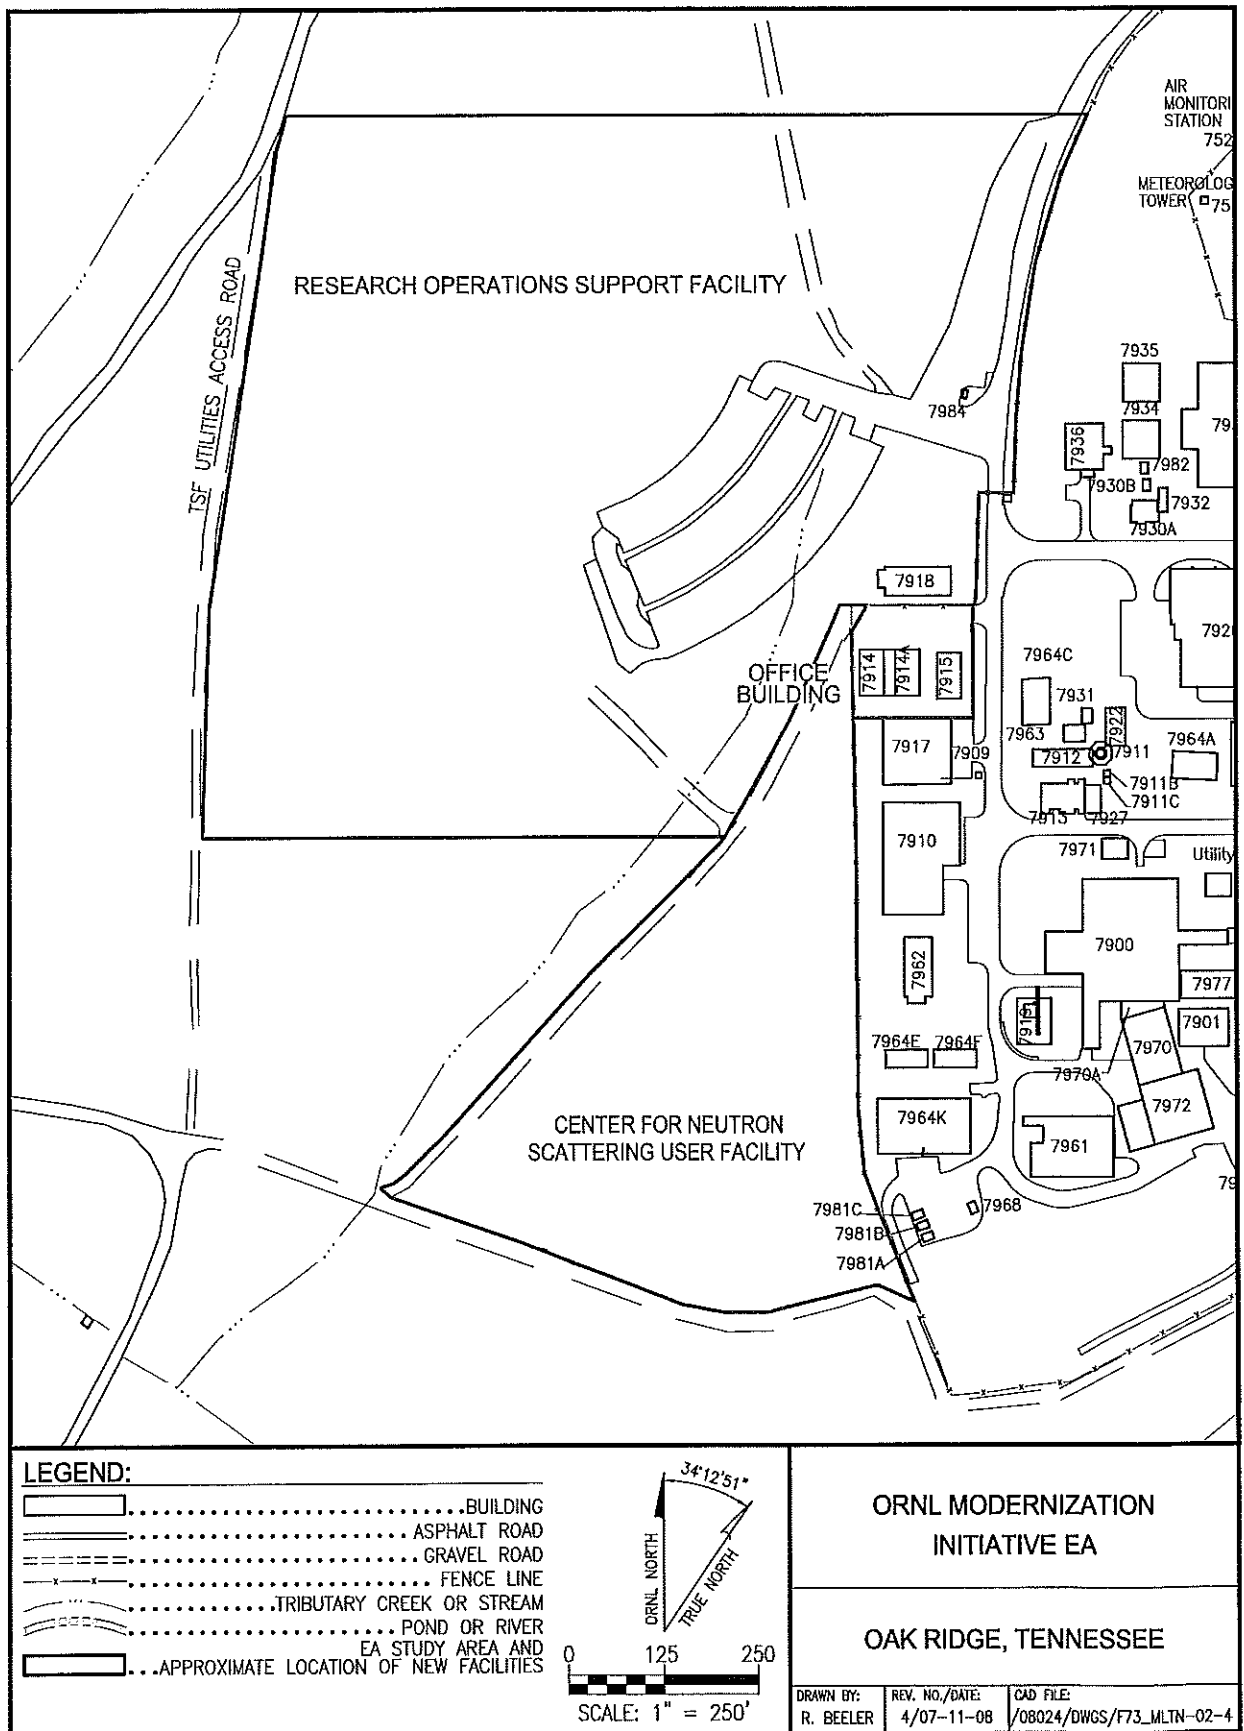 AIR
MONITORI
STATION
752
METEOROLOG
TOWER
75
RESEARCH OPERATIONS SUPPORT FACILITY
TSF UTILITIES ACCESS ROAD
7935
7984
7934
7936
79
7982
7930B
7932
7930A
7918
792
7964C
OFFICE
BUILDING
7914
7914A
7915
7931
7922
7963
7917
7909
7912
7911
7964A
7911B
7911C
7913
7927
7910
7971
Utility
7900
7962
7977
7919
7901
7964E
7964F
7970
7970A
CENTER FOR NEUTRON
SCATTERING USER FACILITY
7964K
7972
7961
79
7981C
7968
7981B
7981A
LEGEND:
BUILDING
ASPHALT ROAD
GRAVEL ROAD
FENCE LINE
TRIBUTARY CREEK OR STREAM
POND OR RIVER
EA STUDY AREA AND
APPROXIMATE LOCATION OF NEW FACILITIES
34°12'51"
ORNL NORTH
TRUE NORTH
0 125 250
SCALE: 1" = 250'
ORNL MODERNIZATION
INITIATIVE EA
OAK RIDGE, TENNESSEE
DRAWN BY:
R. BEELER
REV. NO./DATE:
4/07-11-08
CAD FILE:
/08024/DWGS/F73_MLTN-02-4